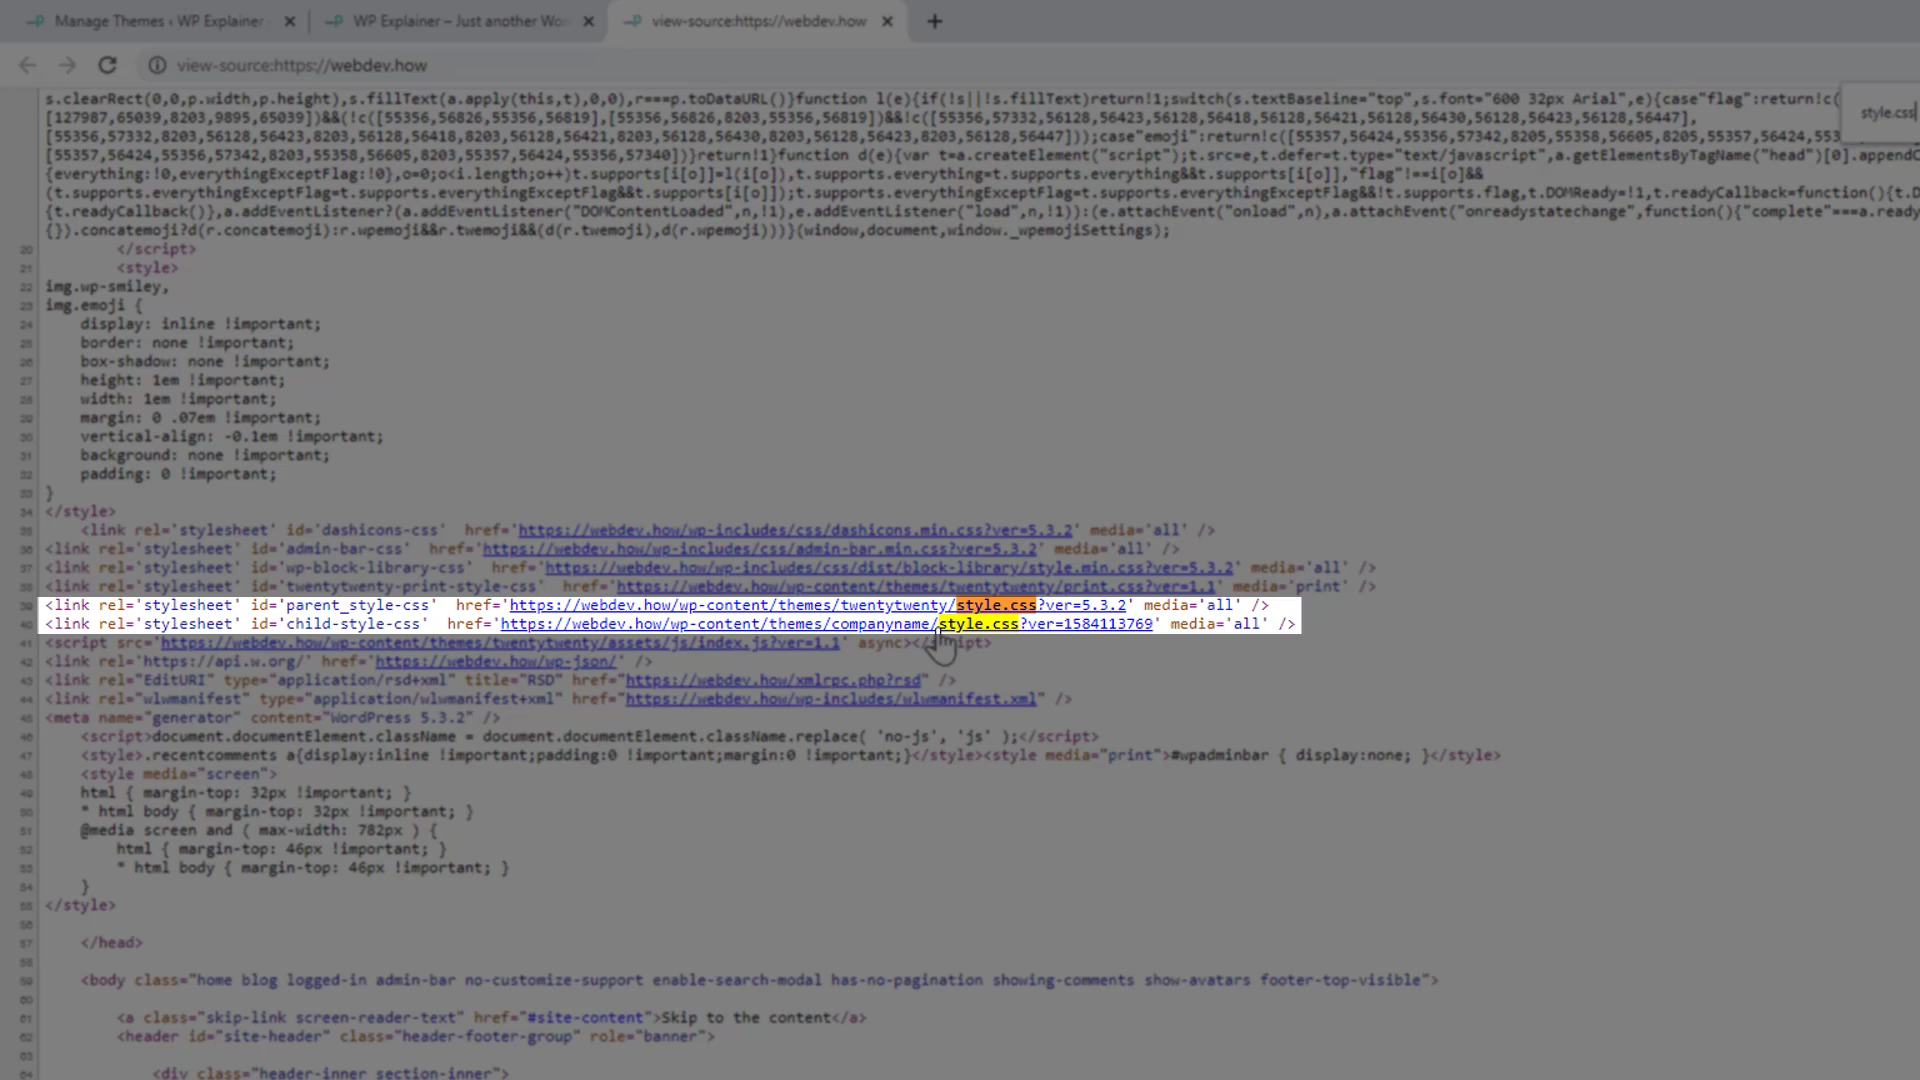 Manage Themes ‹ WP Explainer
WP Explainer – Just another Wor
view-source:https://webdev.how
view-source:https://webdev.how
style.css
s.clearRect(0,0,p.width,p.height),s.fillText(a.apply(this,t),0,0),r===p.toDataURL()}function l(e){if(!s||!s.fillText)return!1;switch(s.textBaseline="top",s.font="600 32px Arial",e){case"flag":return!c(
[127987,65039,8203,9895,65039])&&(!c([55356,56826,55356,56819],[55356,56826,8203,55356,56819])&&!c([55356,57332,56128,56423,56128,56418,56128,56421,56128,56430,56128,56423,56128,56447],
[55356,57332,8203,56128,56423,8203,56128,56418,8203,56128,56421,8203,56128,56430,8203,56128,56423,8203,56128,56447]));case"emoji":return!c([55357,56424,55356,57342,8205,55358,56605,8205,55357,56424,553
[55357,56424,55356,57342,8203,55358,56605,8203,55357,56424,55356,57340])}return!1}function d(e){var t=a.createElement("script");t.src=e,t.defer=t.type="text/javascript",a.getElementsByTagName("head")[0].appendC
{everything:!0,everythingExceptFlag:!0},o=0;o<i.length;o++)t.supports[i[o]]=l(i[o]),t.supports.everything=t.supports.everything&&t.supports[i[o]],"flag"!==i[o]&&
(t.supports.everythingExceptFlag=t.supports.everythingExceptFlag&&t.supports[i[o]]);t.supports.everythingExceptFlag=t.supports.everythingExceptFlag&&!t.supports.flag,t.DOMReady=!1,t.readyCallback=function(){t.D
{t.readyCallback()},a.addEventListener?(a.addEventListener("DOMContentLoaded",n,!1),e.addEventListener("load",n,!1)):(e.attachEvent("onload",n),a.attachEvent("onreadystatechange",function(){"complete"===a.ready
{}).concatemoji?d(r.concatemoji):r.wpemoji&&r.twemoji&&(d(r.twemoji),d(r.wpemoji)))}(window,document,window._wpemojiSettings);
20 </script>
21 <style>
22 img.wp-smiley,
23 img.emoji {
24 display: inline !important;
25 border: none !important;
26 box-shadow: none !important;
27 height: 1em !important;
28 width: 1em !important;
29 margin: 0 .07em !important;
30 vertical-align: -0.1em !important;
31 background: none !important;
32 padding: 0 !important;
33 }
34 </style>
35 <link rel='stylesheet' id='dashicons-css' href='https://webdev.how/wp-includes/css/dashicons.min.css?ver=5.3.2' media='all' />
36 <link rel='stylesheet' id='admin-bar-css' href='https://webdev.how/wp-includes/css/admin-bar.min.css?ver=5.3.2' media='all' />
37 <link rel='stylesheet' id='wp-block-library-css' href='https://webdev.how/wp-includes/css/dist/block-library/style.min.css?ver=5.3.2' media='all' />
38 <link rel='stylesheet' id='twentytwenty-print-style-css' href='https://webdev.how/wp-content/themes/twentytwenty/print.css?ver=1.1' media='print' />
39 <link rel='stylesheet' id='parent_style-css' href='https://webdev.how/wp-content/themes/twentytwenty/style.css?ver=5.3.2' media='all' />
40 <link rel='stylesheet' id='child-style-css' href='https://webdev.how/wp-content/themes/companyname/style.css?ver=1584113769' media='all' />
41 <script src='https://webdev.how/wp-content/themes/twentytwenty/assets/js/index.js?ver=1.1' async></script>
42 <link rel='https://api.w.org/' href='https://webdev.how/wp-json/' />
43 <link rel="EditURI" type="application/rsd+xml" title="RSD" href="https://webdev.how/xmlrpc.php?rsd" />
44 <link rel="wlwmanifest" type="application/wlwmanifest+xml" href="https://webdev.how/wp-includes/wlwmanifest.xml" />
45 <meta name="generator" content="WordPress 5.3.2" />
46 <script>document.documentElement.className = document.documentElement.className.replace( 'no-js', 'js' );</script>
47 <style>.recentcomments a{display:inline !important;padding:0 !important;margin:0 !important;}</style><style media="print">#wpadminbar { display:none; }</style>
48 <style media="screen">
49 html { margin-top: 32px !important; }
50 * html body { margin-top: 32px !important; }
51 @media screen and ( max-width: 782px ) {
52 html { margin-top: 46px !important; }
53 * html body { margin-top: 46px !important; }
54 }
55 </style>
56
57 </head>
58
59 <body class="home blog logged-in admin-bar no-customize-support enable-search-modal has-no-pagination showing-comments show-avatars footer-top-visible">
60
61 <a class="skip-link screen-reader-text" href="#site-content">Skip to the content</a>
62 <header id="site-header" class="header-footer-group" role="banner">
63
64 <div class="header-inner section-inner">